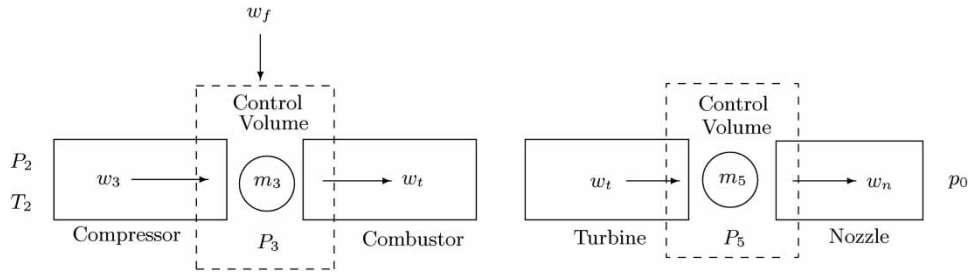 w_f
Control
Volume
P_2
T_2
w_3
m_3
w_t
Compressor
P_3
Combustor
Control
Volume
w_t
m_5
w_n
p_0
Turbine
P_5
Nozzle